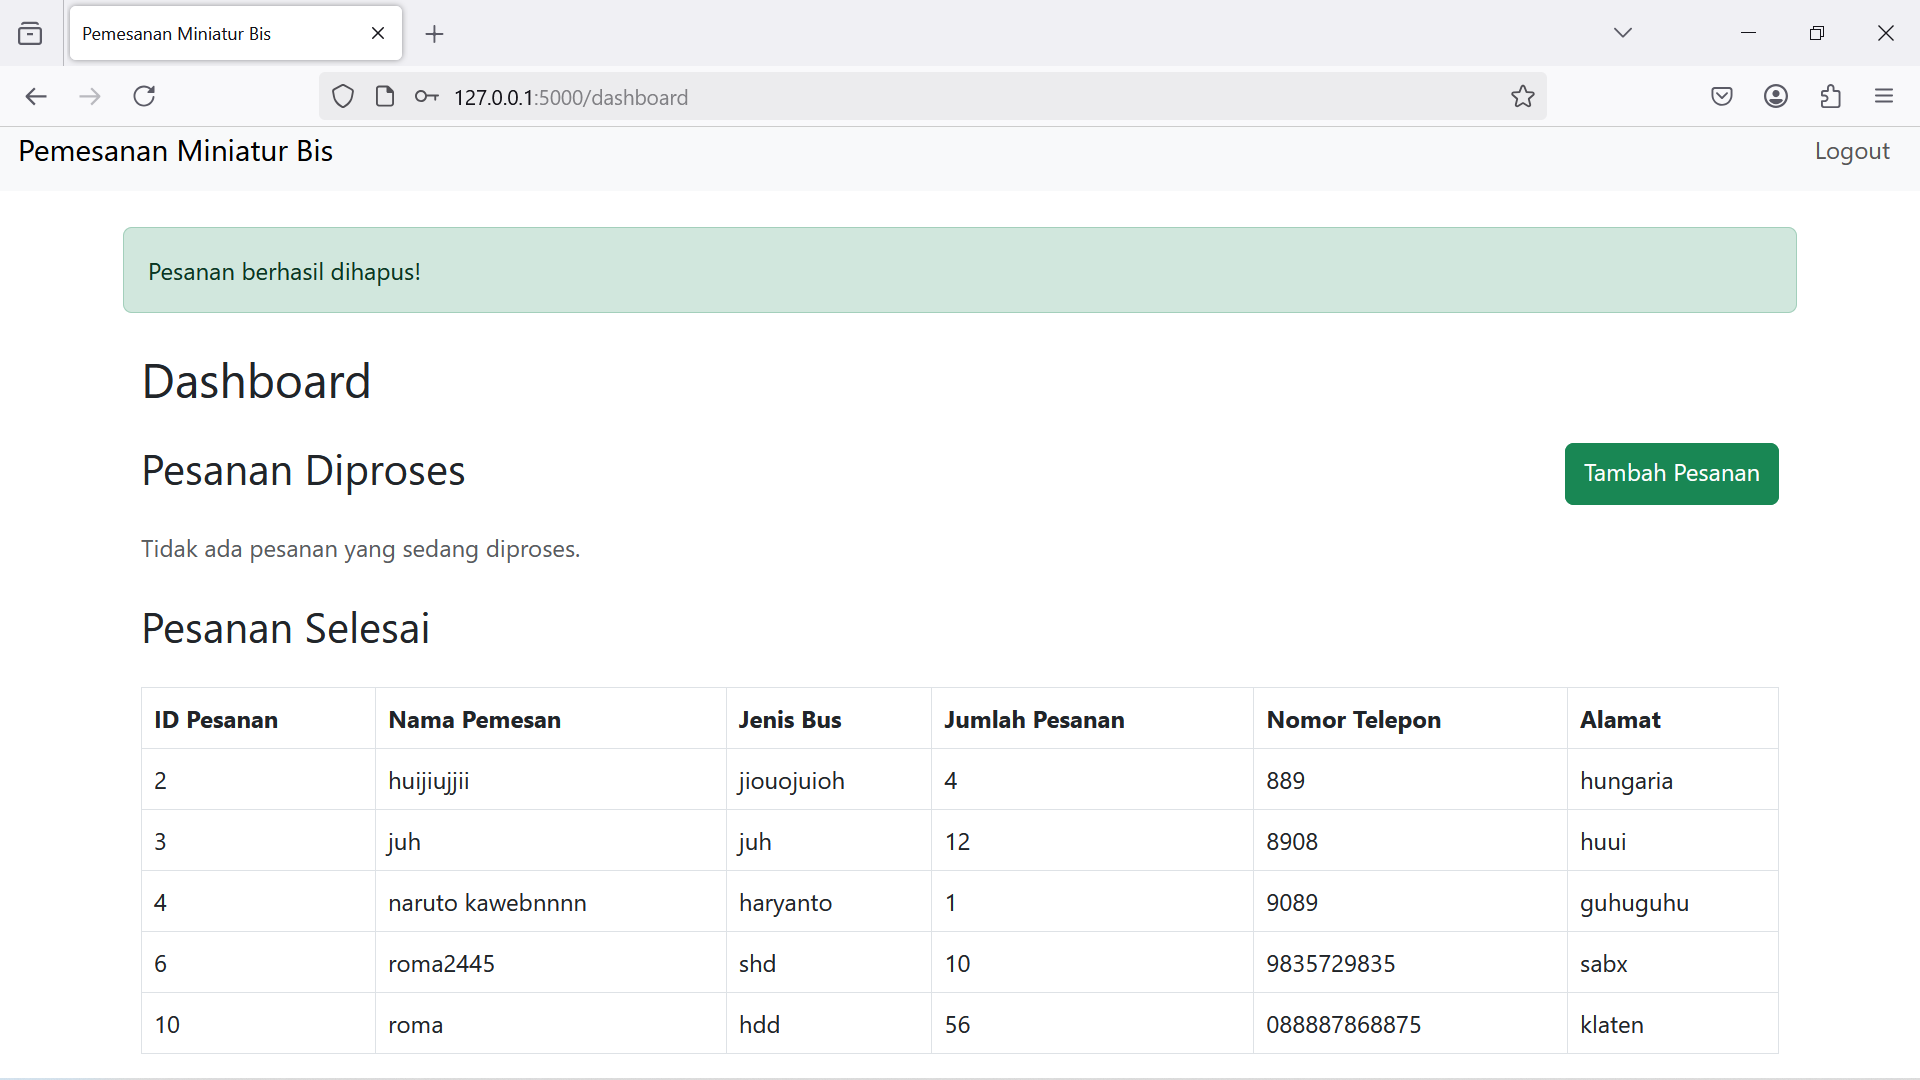 Pemesanan Miniatur Bis
127.0.0.1:5000/dashboard
Pemesanan Miniatur Bis Logout
Pesanan berhasil dihapus!
Dashboard
Pesanan Diproses Tambah Pesanan
Tidak ada pesanan yang sedang diproses.
Pesanan Selesai
ID Pesanan Nama Pemesan Jenis Bus Jumlah Pesanan Nomor Telepon Alamat
2 huijiujjii jiouojuioh 4 889 hungaria
3 juh juh 12 8908 huui
4 naruto kawebnnnn haryanto 1 9089 guhuguhu
6 roma2445 shd 10 9835729835 sabx
10 roma hdd 56 088887868875 klaten